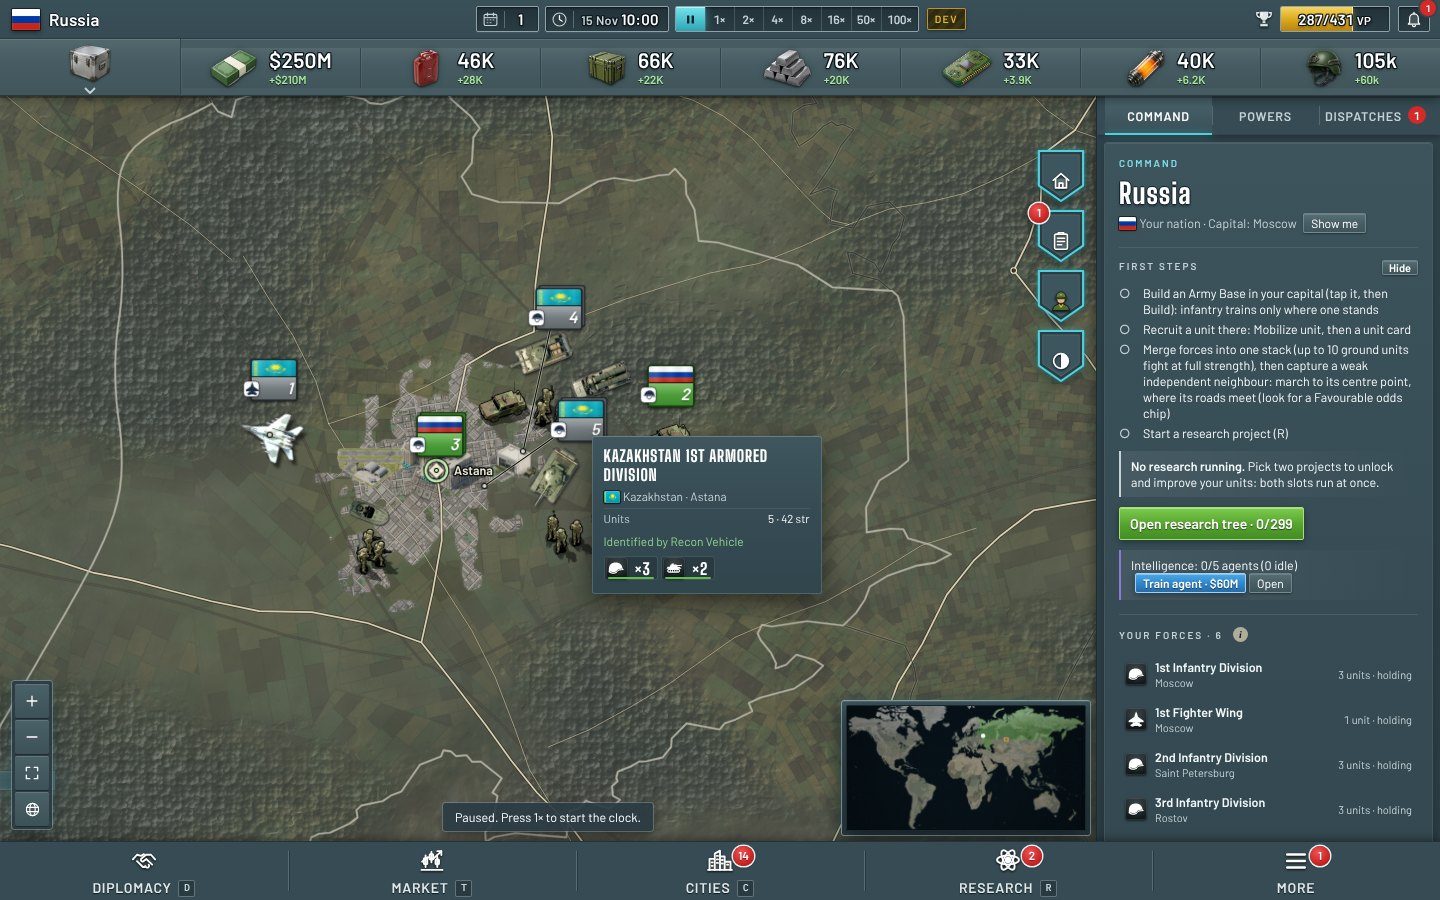 Russia
1
15 Nov 10:00
1×
2×
4×
8×
16×
50×
100×
DEV
287/431 VP
1
$250M
+$210M
46K
+28K
66K
+22K
76K
+20K
33K
+3.9K
40K
+6.2K
105k
+60k
COMMAND
POWERS
DISPATCHES 1
COMMAND
Russia
Your nation · Capital: Moscow
Show me
FIRST STEPS
Hide
Build an Army Base in your capital (tap it, then
Build): infantry trains only where one stands
Recruit a unit there: Mobilize unit, then a unit card
Merge forces into one stack (up to 10 ground units
fight at full strength), then capture a weak
independent neighbour: march to its centre point,
where its roads meet (look for a Favourable odds
chip)
Start a research project (R)
No research running. Pick two projects to unlock
and improve your units: both slots run at once.
Open research tree · 0/299
Intelligence: 0/5 agents (0 idle)
Train agent · $60M
Open
YOUR FORCES · 6
i
1st Infantry Division
Moscow
3 units · holding
1st Fighter Wing
Moscow
1 unit · holding
2nd Infantry Division
Saint Petersburg
3 units · holding
3rd Infantry Division
Rostov
3 units · holding
1
4
1
2
3
5
Astana
KAZAKHSTAN 1ST ARMORED
DIVISION
Kazakhstan · Astana
Units
5 · 42 str
Identified by Recon Vehicle
×3
×2
Paused. Press 1× to start the clock.
DIPLOMACY D
MARKET T
14
CITIES C
2
RESEARCH R
1
MORE